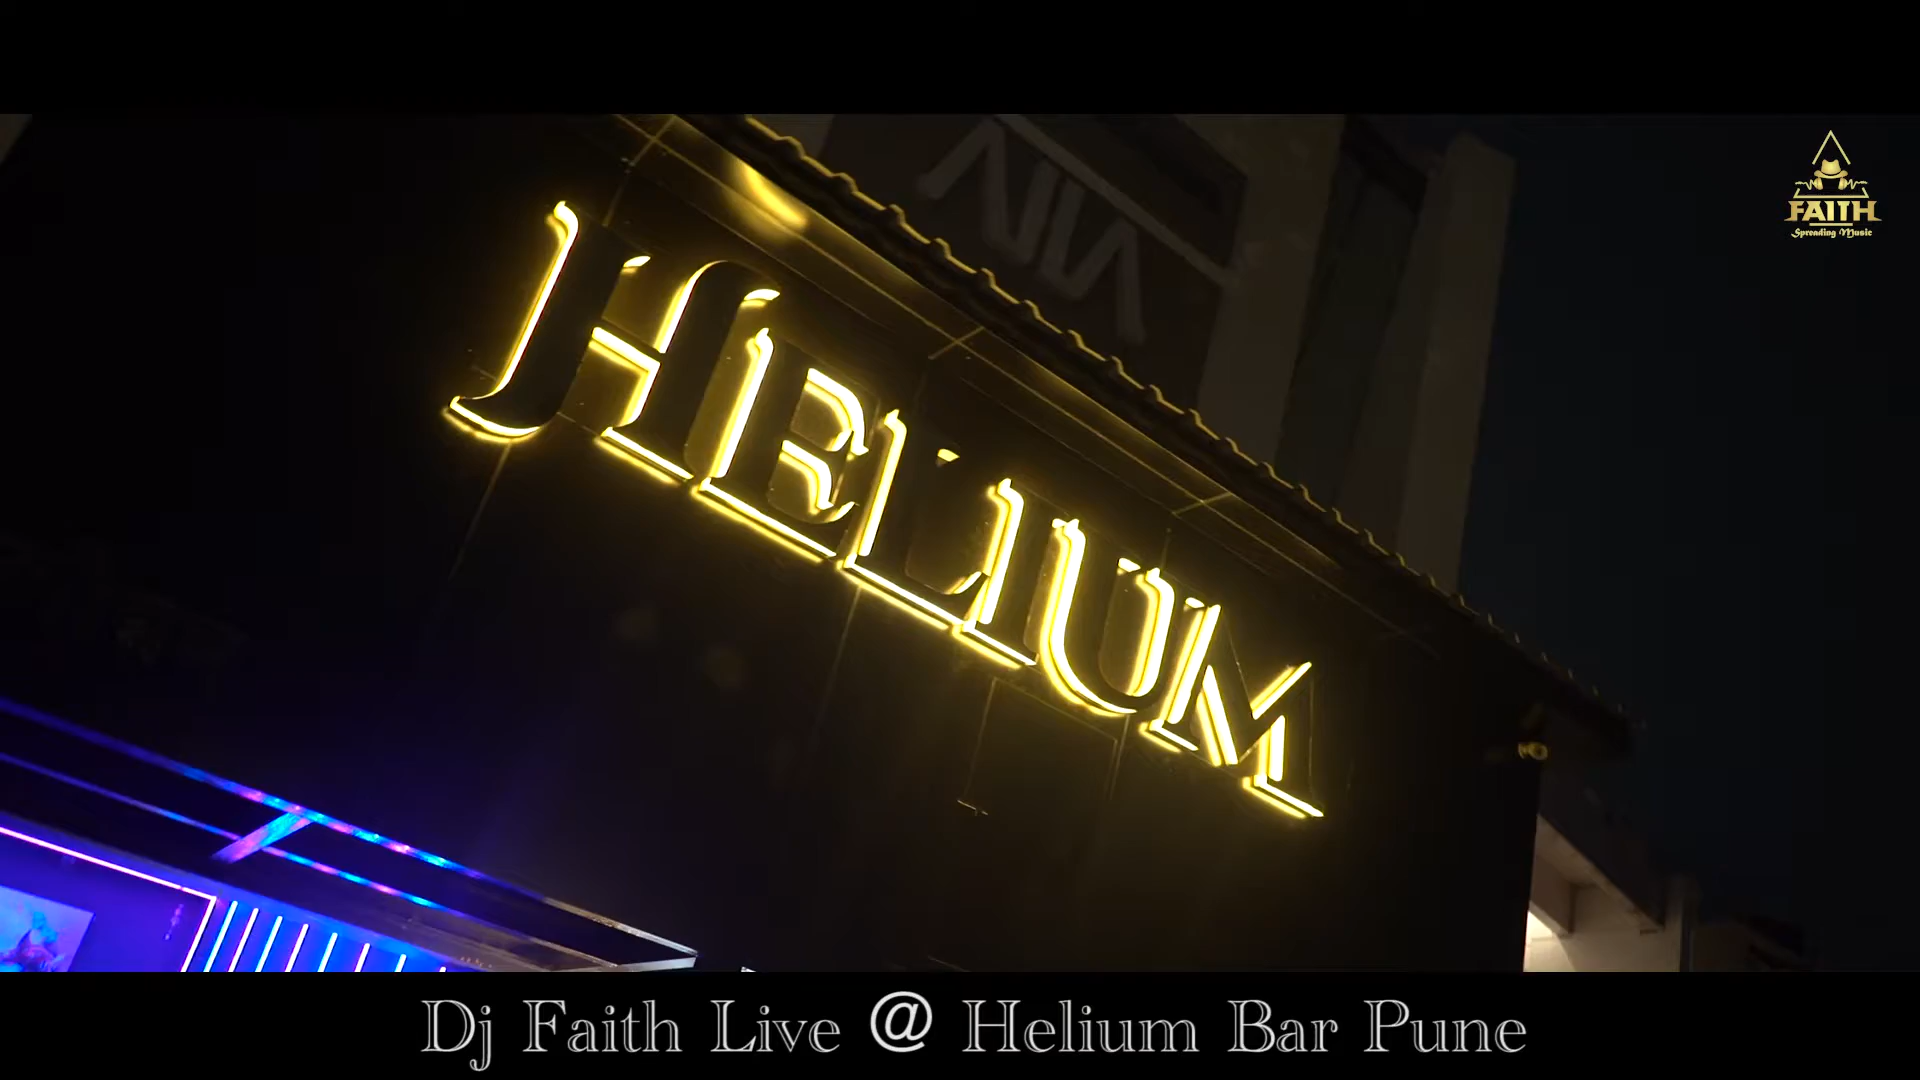 FAITH
Spreading Music
HELIUM
Dj Faith Live @ Helium Bar Pune